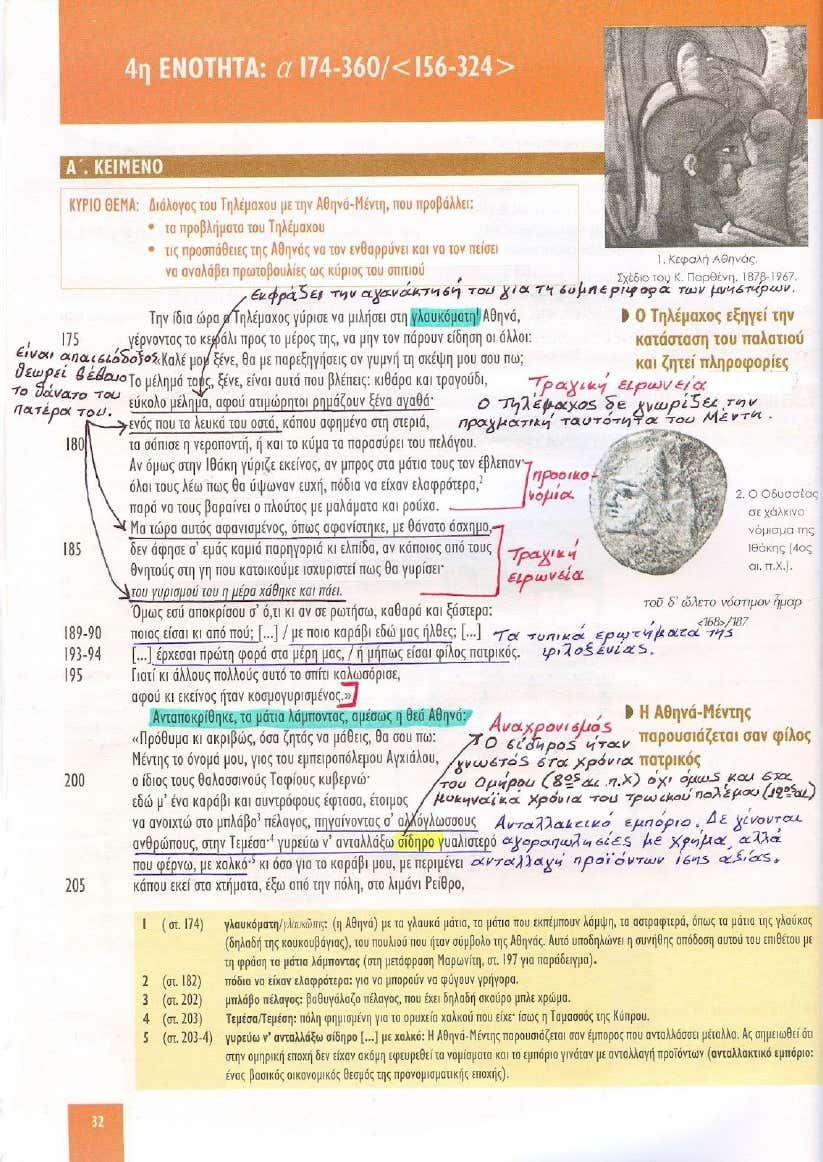 4η ΕΝΟΤΗΤΑ: α 174-360/<156-324>
Α΄. ΚΕΙΜΕΝΟ
ΚΥΡΙΟ ΘΕΜΑ: Διάλογος του Τηλέμαχου με την Αθηνά-Μέντη, που προβάλλει:
• τα προβλήματα του Τηλέμαχου
• τις προσπάθειες της Αθηνάς να τον ενθαρρύνει και να τον πείσει
να αναλάβει πρωτοβουλίες ως κύριος του σπιτιού
1. Κεφαλή Αθηνάς.
Σχέδιο του Κ. Παρθένη, 1878-1967.
Εκφράζει την αγανάκτησή του για τη συμπεριφορά των μνηστήρων.
Την ίδια ώρα ο Τηλέμαχος γύρισε να μιλήσει στη γλαυκόματη¹ Αθηνά,
175 γέρνοντας το κεφάλι προς το μέρος της, να μην τον πάρουν είδηση οι άλλοι:
«Καλέ μου ξένε, θα με παρεξηγήσεις αν γυμνή τη σκέψη μου σου πω;
Το μέλημά τους, ξένε, είναι αυτά που βλέπεις: κιθάρα και τραγούδι,
εύκολο μέλημα, αφού ατιμώρητοι ρημάζουν ξένα αγαθά·
ενός που τα λευκά του οστά, κάπου αφημένα στη στεριά,
180 τα σάπισε η νεροποντή, ή και το κύμα τα παρασύρει του πελάγου.
Αν όμως στην Ιθάκη γύριζε εκείνος, αν μπρος στα μάτια τους τον έβλεπαν·
όλοι τους λέω πως θα ύψωναν ευχή, πόδια να είχαν ελαφρότερα,²
παρά να τους βαραίνει ο πλούτος με μαλάματα και ρούχα.
Μα τώρα αυτός αφανισμένος, όπως αφανίστηκε, με θάνατο άσχημο,
185 δεν άφησε σ' εμάς καμιά παρηγοριά κι ελπίδα, αν κάποιος από τους
θνητούς στη γη που κατοικούμε ισχυριστεί πως θα γυρίσει·
του γυρισμού του η μέρα χάθηκε και πάει.
Όμως εσύ αποκρίσου σ' ό,τι κι αν σε ρωτήσω, καθαρά και ξάστερα:
189-90 ποιος είσαι κι από πού; [...] / με ποιο καράβι εδώ μας ήλθες; [...]
193-94 [...] έρχεσαι πρώτη φορά στα μέρη μας, / ή μήπως είσαι φίλος πατρικός.
195 Γιατί κι άλλους πολλούς αυτό το σπίτι καλωσόρισε,
αφού κι εκείνος ήταν κοσμογυρισμένος.»
Ανταποκρίθηκε, τα μάτια λάμποντας, αμέσως η θεά Αθηνά:
«Πρόθυμα κι ακριβώς, όσα ζητάς να μάθεις, θα σου πω:
Μέντης το όνομά μου, γιος του εμπειροπόλεμου Αγχιάλου,
200 ο ίδιος τους θαλασσινούς Ταφίους κυβερνώ·
εδώ μ' ένα καράβι και συντρόφους έφτασα, έτοιμος
να ανοιχτώ στο μπλάβο³ πέλαγος, πηγαίνοντας σ' αλλόγλωσσους
ανθρώπους, στην Τεμέσα·⁴ γυρεύω ν' ανταλλάξω σίδηρο γυαλιστερό
που φέρνω, με χαλκό·⁵ κι όσο για το καράβι μου, με περιμένει
205 κάπου εκεί στα χτήματα, έξω από την πόλη, στο λιμάνι Ρείθρο,
είναι απαισιόδοξος
θεωρεί βέβαιο
το θάνατο του
πατέρα του.
Ο Τηλέμαχος εξηγεί την
κατάσταση του παλατιού
και ζητεί πληροφορίες
Τραγική ειρωνεία
Ο Τηλέμαχος δε γνωρίζει την
πραγματική ταυτότητα του Μέντη.
προοικο-
νομία
2. Ο Οδυσσέας
σε χάλκινο
νόμισμα της
Ιθάκης (4ος
αι. π.Χ.).
Τραγική
ειρωνεία
τοῦ δ' ὤλετο νόστιμον ἦμαρ
<168>/187
Τα τυπικά ερωτήματα της
φιλοξενίας.
Η Αθηνά-Μέντης
παρουσιάζεται σαν φίλος
πατρικός
Αναχρονισμός
Ο σίδηρος ήταν
γνωστός στα χρόνια
του Ομήρου (8ος αι. π.Χ) όχι όμως και στα
μυκηναϊκά χρόνια του τρωικού πολέμου (12ος αι)
Ανταλλακτικό εμπόριο. Δε γίνονται
αγοραπωλησίες με χρήμα, αλλά
ανταλλαγή προϊόντων ίσης αξίας.
1 (στ. 174) γλαυκόματη/γλαυκῶπις: (η Αθηνά) με τα γλαυκά μάτια, τα μάτια που εκπέμπουν λάμψη, τα αστραφτερά, όπως τα μάτια της γλαύκας
(δηλαδή της κουκουβάγιας), του πουλιού που ήταν σύμβολο της Αθηνάς. Αυτό υποδηλώνει η συνήθης απόδοση αυτού του επιθέτου με
τη φράση τα μάτια λάμποντας (στη μετάφραση Μαρωνίτη, στ. 197 για παράδειγμα).
2 (στ. 182) πόδια να είχαν ελαφρότερα: για να μπορούν να φύγουν γρήγορα.
3 (στ. 202) μπλάβο πέλαγος: βαθυγάλαζο πέλαγος, που έχει δηλαδή σκούρο μπλε χρώμα.
4 (στ. 203) Τεμέσα/Τεμέση: πόλη φημισμένη για τα ορυχεία χαλκού που είχε· ίσως η Ταμασσός της Κύπρου.
5 (στ. 203-4) γυρεύω ν' ανταλλάξω σίδηρο [...] με χαλκό: Η Αθηνά-Μέντης παρουσιάζεται σαν έμπορος που ανταλλάσσει μέταλλα. Ας σημειωθεί ότι
στην ομηρική εποχή δεν είχαν ακόμη εφευρεθεί τα νομίσματα και το εμπόριο γινόταν με ανταλλαγή προϊόντων (ανταλλακτικό εμπόριο:
ένας βασικός οικονομικός θεσμός της προνομισματικής εποχής).
32